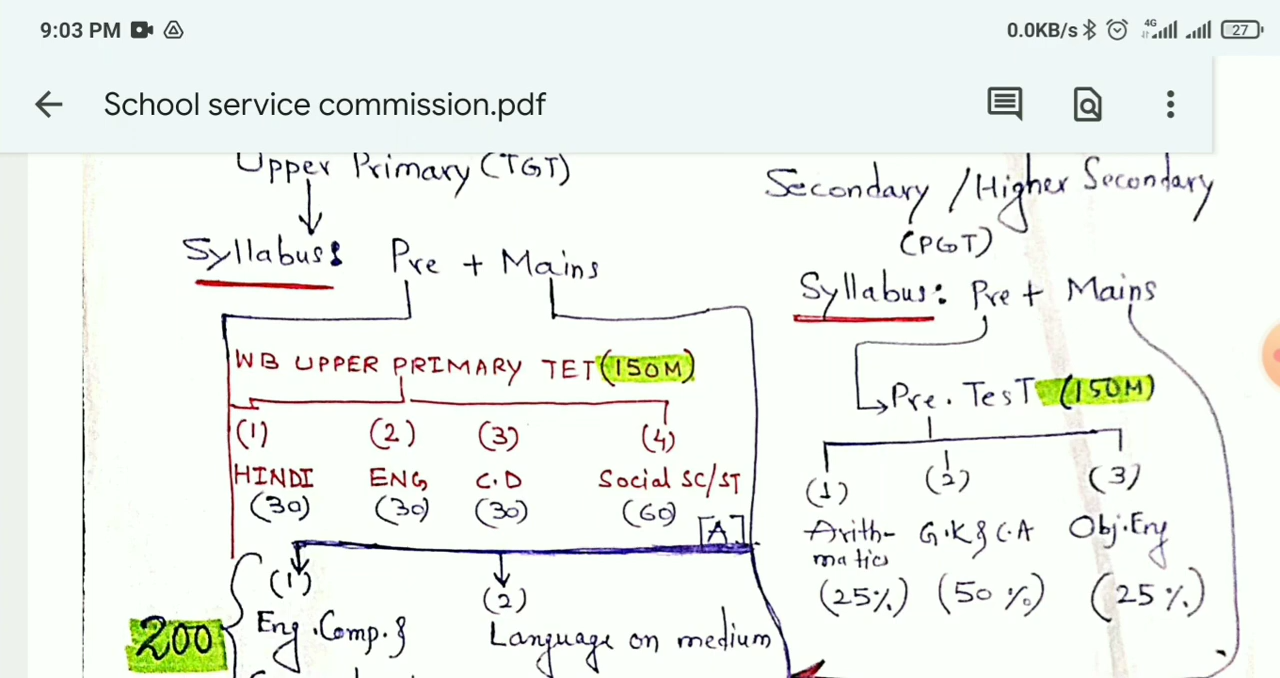 9:03 PM
0.0KB/s 4G 27
School service commission.pdf
Upper Primary (TGT)
Syllabus: Pre + Mains
WB UPPER PRIMARY TET (150M)
(1) (2) (3) (4)
HINDI ENG C.D Social SC/ST
(30) (30) (30) (60) [A]
(1) (2)
200 Eng.Comp. & Language on medium
Secondary / Higher Secondary
(PGT)
Syllabus: Pre + Mains
Pre. Test (150M)
(1) (2) (3)
Arith- G.K & C.A Obj.Eng
matics
(25%) (50%) (25%)